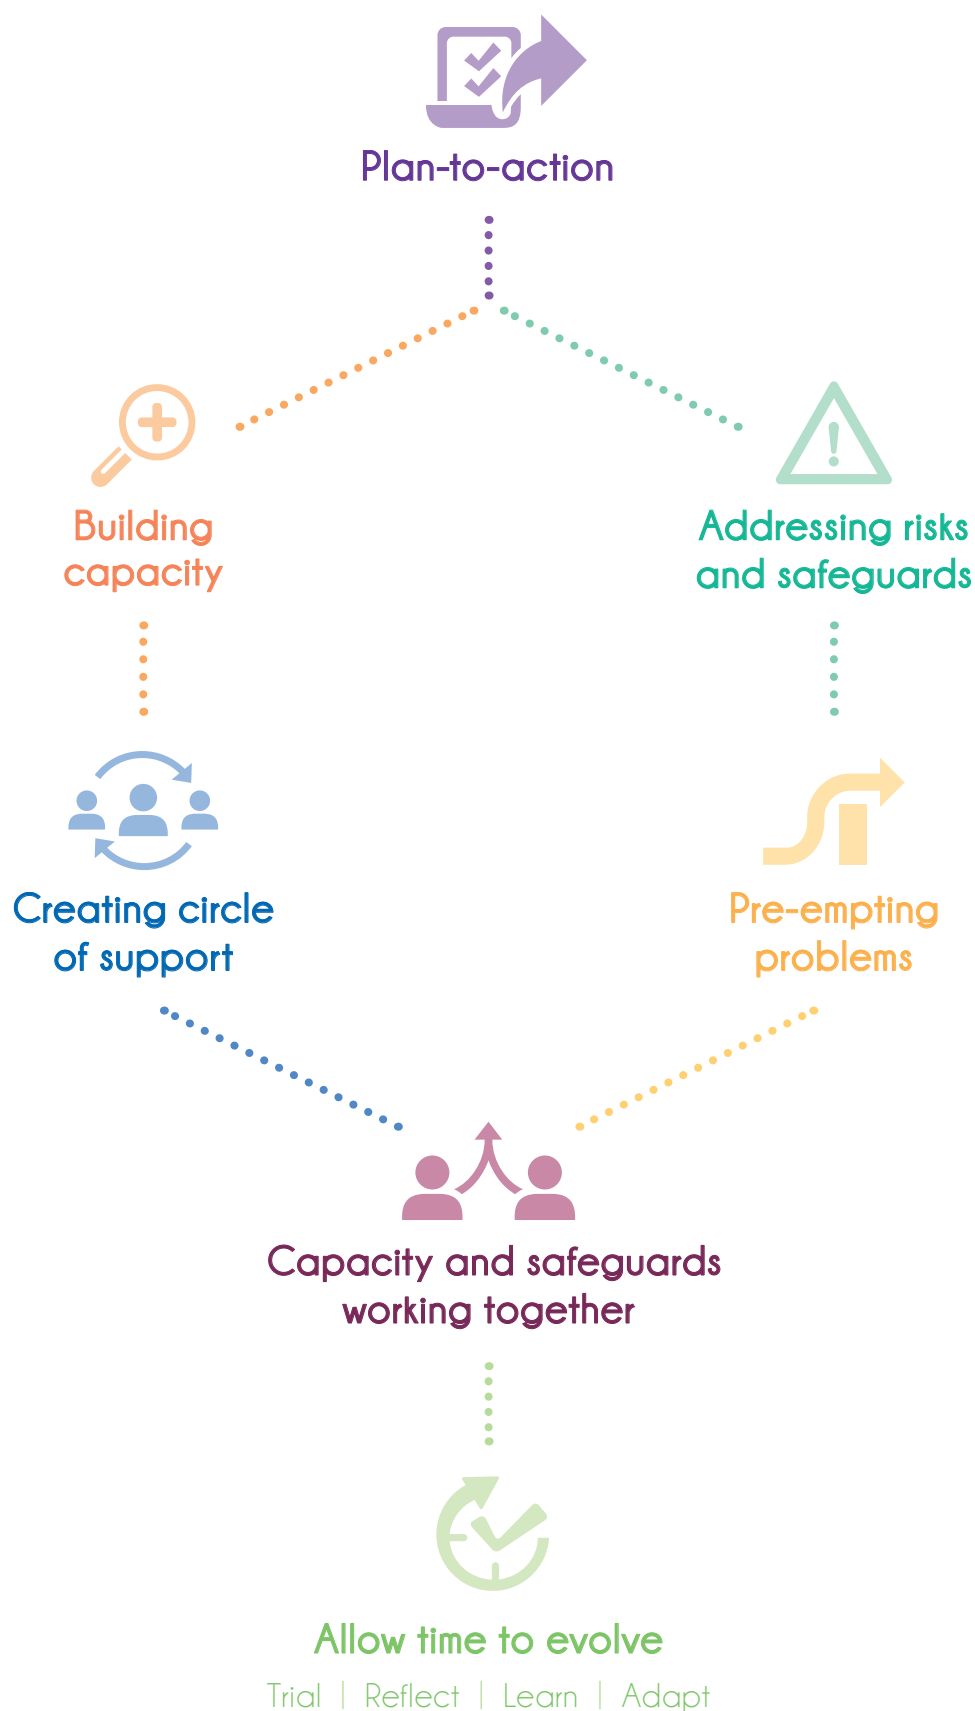 Plan-to-action
Building
capacity
Addressing risks
and safeguards
Creating circle
of support
Pre-empting
problems
Capacity and safeguards
working together
Allow time to evolve
Trial | Reflect | Learn | Adapt